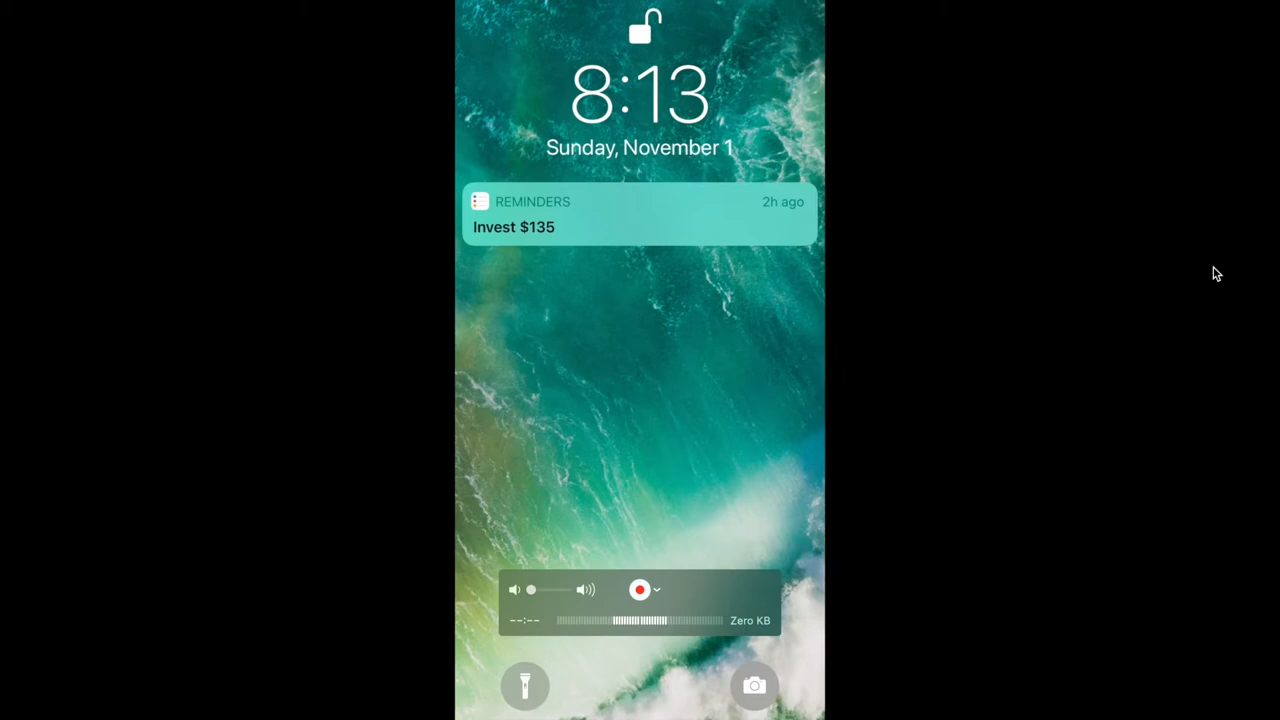 8:13
Sunday, November 1
REMINDERS 2h ago
Invest $135
--:-- Zero KB